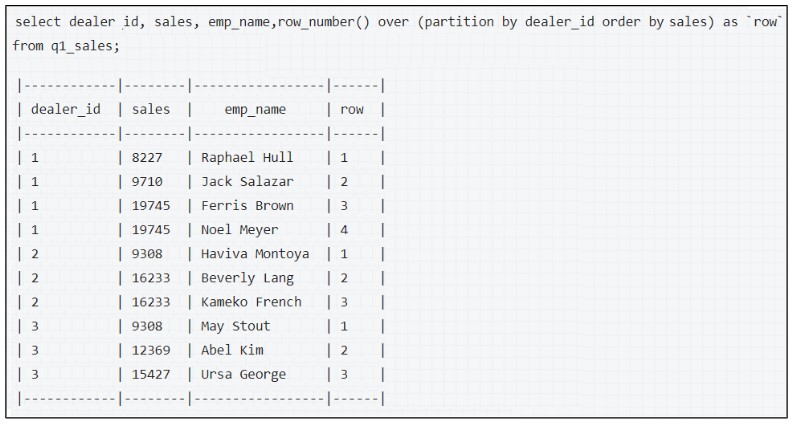 select dealer_id, sales, emp_name,row_number() over (partition by dealer_id order by sales) as `row`
from q1_sales;
|------------|--------|-----------------|------|
| dealer_id  | sales  |    emp_name     | row  |
|------------|--------|-----------------|------|
| 1          | 8227   | Raphael Hull    | 1    |
| 1          | 9710   | Jack Salazar    | 2    |
| 1          | 19745  | Ferris Brown    | 3    |
| 1          | 19745  | Noel Meyer      | 4    |
| 2          | 9308   | Haviva Montoya  | 1    |
| 2          | 16233  | Beverly Lang    | 2    |
| 2          | 16233  | Kameko French   | 3    |
| 3          | 9308   | May Stout       | 1    |
| 3          | 12369  | Abel Kim        | 2    |
| 3          | 15427  | Ursa George     | 3    |
|------------|--------|-----------------|------|